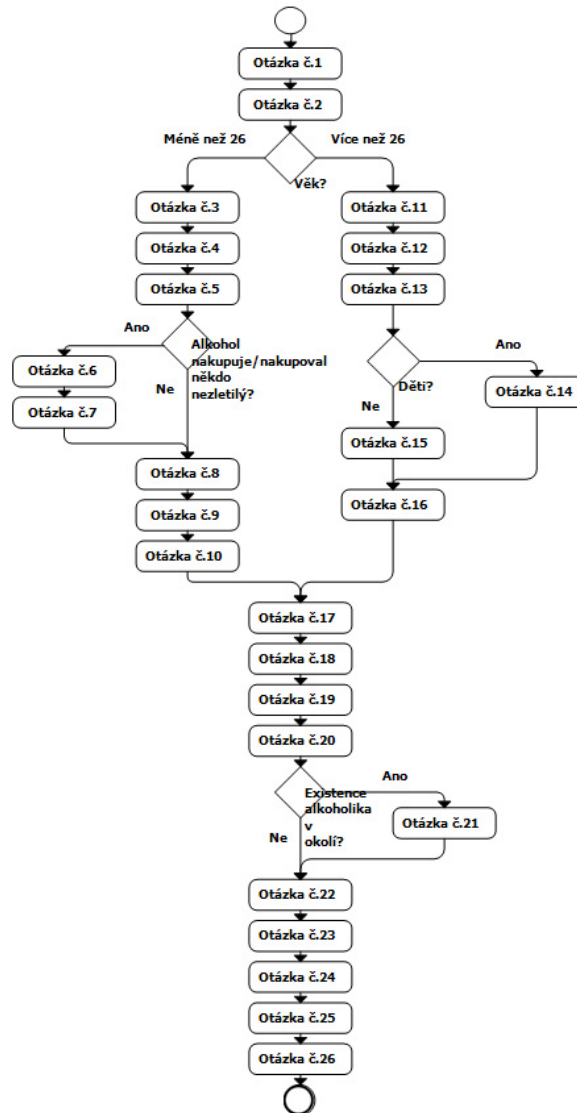 Otázka č.1
Otázka č.2
Méně než 26
Více než 26
Věk?
Otázka č.3
Otázka č.11
Otázka č.4
Otázka č.12
Otázka č.5
Otázka č.13
Ano
Alkohol
nakupuje/nakupoval
někdo
nezletilý?
Ano
Otázka č.6
Děti?
Ne
Otázka č.14
Otázka č.7
Ne
Otázka č.15
Otázka č.8
Otázka č.9
Otázka č.16
Otázka č.10
Otázka č.17
Otázka č.18
Otázka č.19
Otázka č.20
Ano
Existence
alkoholika
v
okolí?
Otázka č.21
Ne
Otázka č.22
Otázka č.23
Otázka č.24
Otázka č.25
Otázka č.26